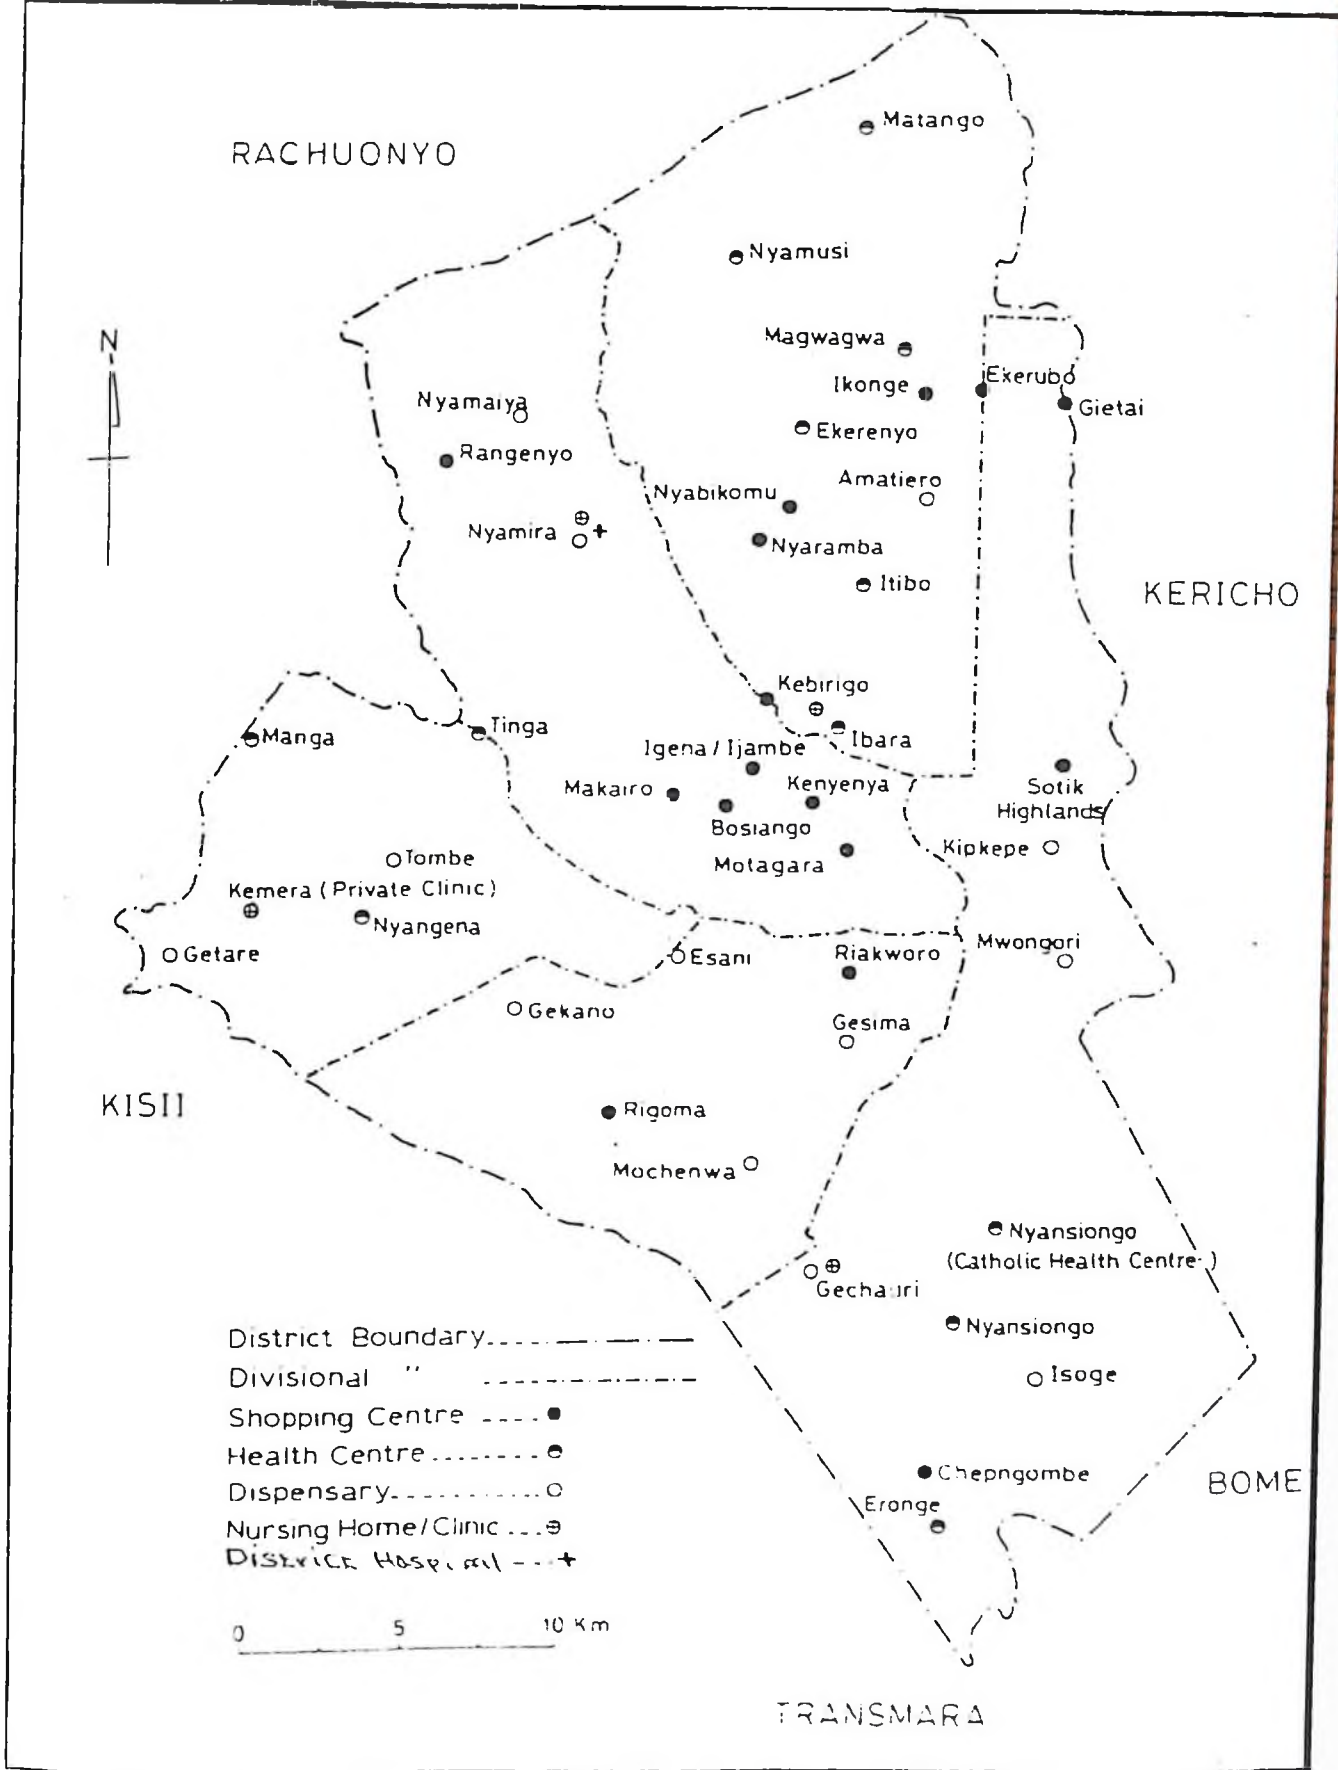 Matango
RACHUONYO
Nyamusi
N
Magwagwa
Ekerubo
Ikonge
Gietai
Nyamaiya
Ekerenyo
Rangenyo
Amatiero
Nyabikomu
Nyamira
Nyaramba
Itibo
KERICHO
Kebirigo
Tinga
Manga
Ibara
Igena / Ijambe
Makairo
Kenyenya
Sotik
Highlands
Bosiango
Motagara
Kipkepe
Tombe
Kemera (Private Clinic)
Nyangena
Getare
Esani
Riakworo
Mwongori
Gekano
Gesima
KISII
Rigoma
Mochenwa
Nyansiongo
(Catholic Health Centre)
Gechauri
Nyansiongo
District Boundary
Divisional "
Isoge
Shopping Centre
Health Centre
Chepngombe
BOME
Dispensary
Eronge
Nursing Home/Clinic
District Hospital
0 5 10 Km
TRANSMARA